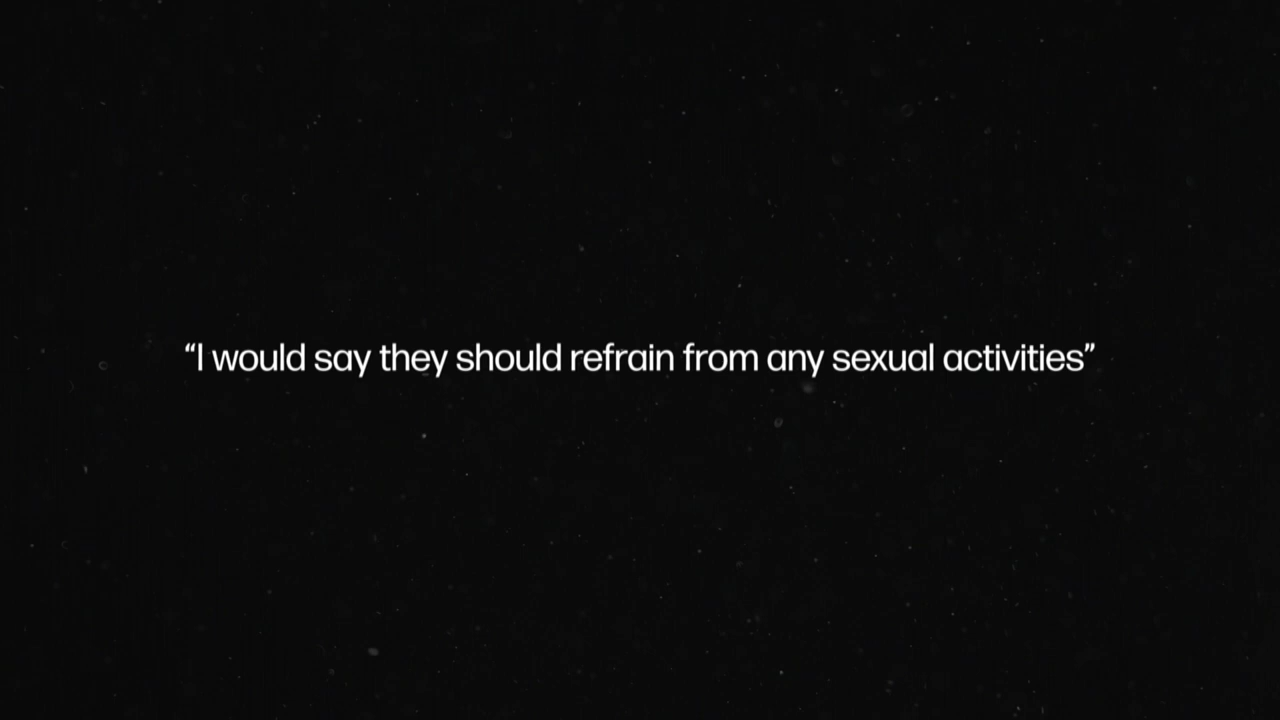 “I would say they should refrain from any sexual activities”